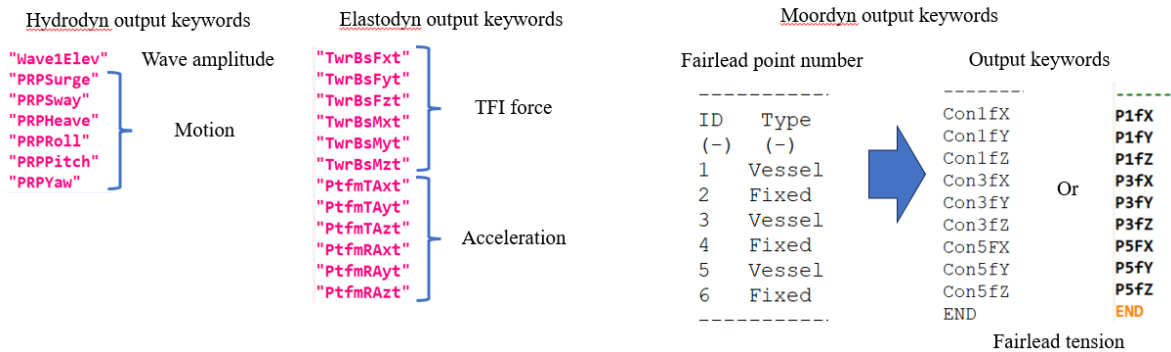 Hydrodyn output keywords
"Wave1Elev"
Wave amplitude
"PRPSurge"
"PRPSway"
"PRPHeave"
"PRPRoll"
"PRPPitch"
"PRPYaw"
Motion
Elastodyn output keywords
"TwrBsFxt"
"TwrBsFyt"
"TwrBsFzt"
"TwrBsMxt"
"TwrBsMyt"
"TwrBsMzt"
TFI force
"PtfmTAxt"
"PtfmTAyt"
"PtfmTAzt"
"PtfmRAxt"
"PtfmRAyt"
"PtfmRAzt"
Acceleration
Moordyn output keywords
Fairlead point number
ID Type
(-) (-)
1 Vessel
2 Fixed
3 Vessel
4 Fixed
5 Vessel
6 Fixed
Output keywords
Con1fX
Con1fY
Con1fZ
Con3fX
Con3fY
Con3fZ
Con5FX
Con5fY
Con5fZ
END
Or
P1fX
P1fY
P1fZ
P3fX
P3fY
P3fZ
P5FX
P5fY
P5fZ
END
Fairlead tension